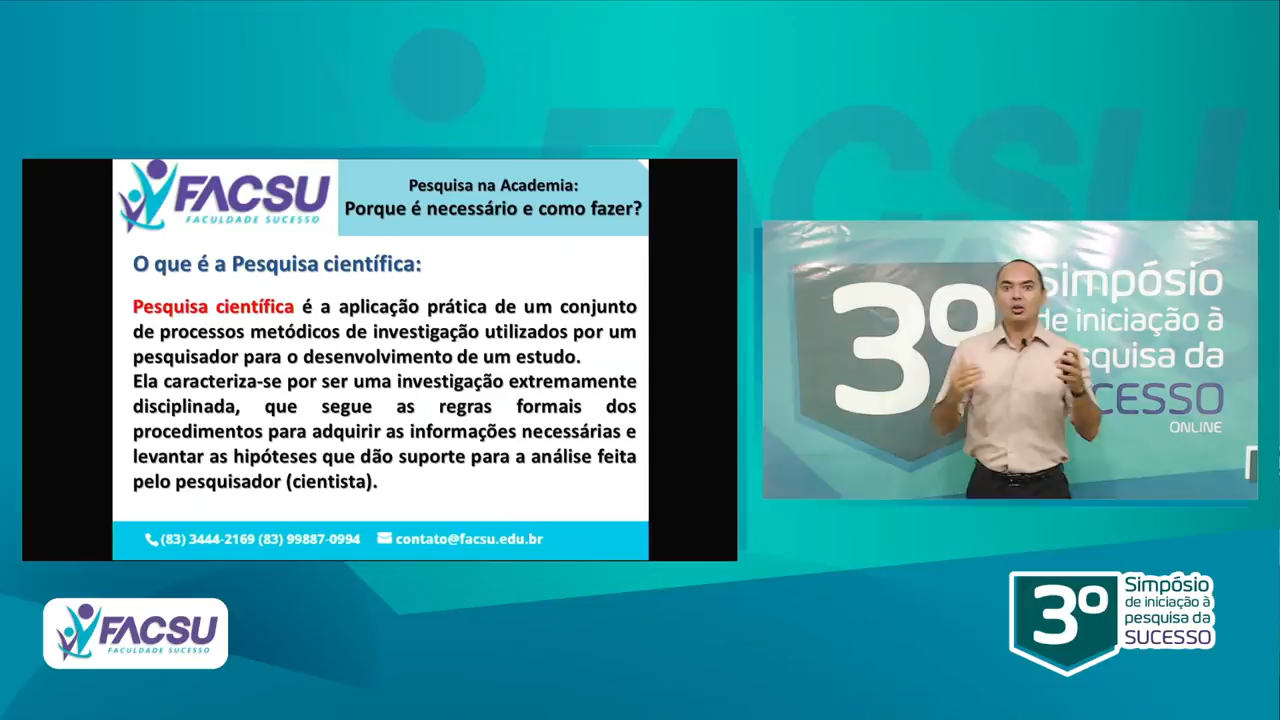 FACSU
FACSU
FACULDADE SUCESSO
Pesquisa na Academia:
Porque é necessário e como fazer?
O que é a Pesquisa científica:
Pesquisa científica é a aplicação prática de um conjunto
de processos metódicos de investigação utilizados por um
pesquisador para o desenvolvimento de um estudo.
Ela caracteriza-se por ser uma investigação extremamente
disciplinada, que segue as regras formais dos
procedimentos para adquirir as informações necessárias e
levantar as hipóteses que dão suporte para a análise feita
pelo pesquisador (cientista).
(83) 3444-2169 (83) 99887-0994 contato@facsu.edu.br
3º
Simpósio
de iniciação à
esquisa da
CESSO
ONLINE
FACSU
FACULDADE SUCESSO
3º
Simpósio
de iniciação à
pesquisa da
SUCESSO